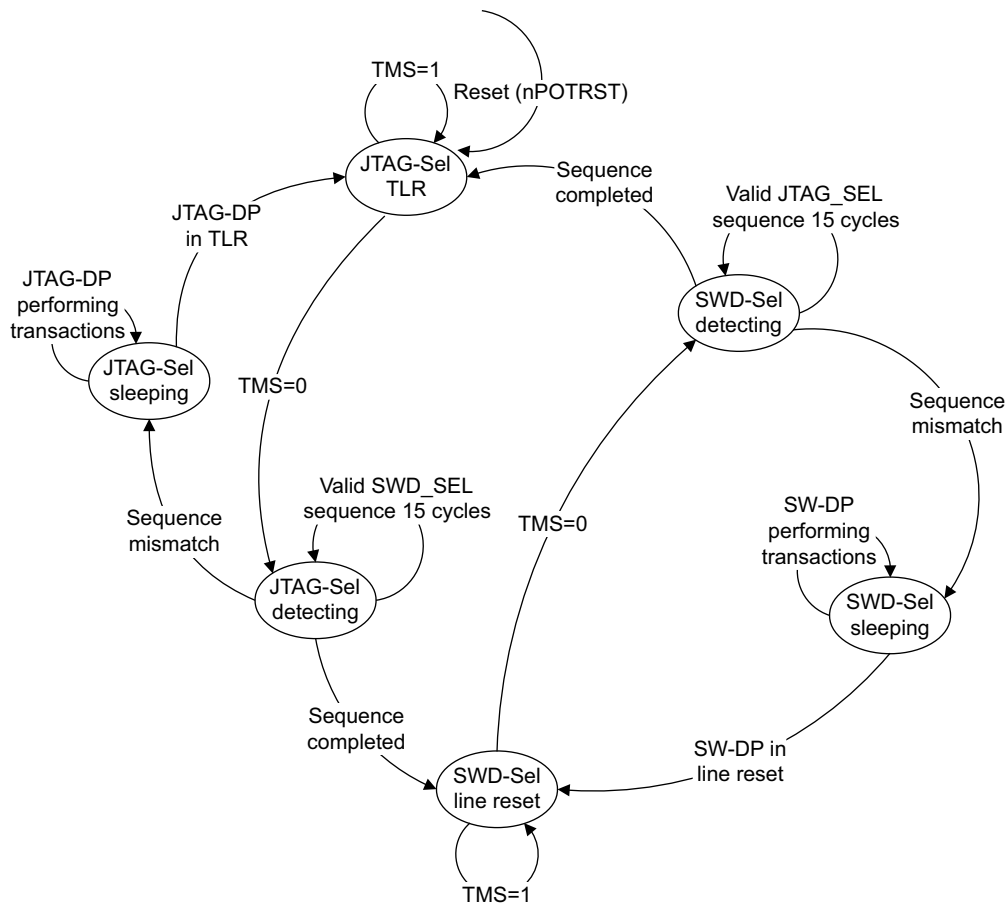 TMS=1
Reset (nPOTRST)
JTAG-Sel
TLR
Sequence
completed
Valid JTAG_SEL
sequence 15 cycles
JTAG-DP
in TLR
JTAG-DP
performing
transactions
SWD-Sel
detecting
JTAG-Sel
sleeping
TMS=0
Sequence
mismatch
Valid SWD_SEL
sequence 15 cycles
Sequence
mismatch
TMS=0
SW-DP
performing
transactions
JTAG-Sel
detecting
SWD-Sel
sleeping
Sequence
completed
SW-DP in
line reset
SWD-Sel
line reset
TMS=1